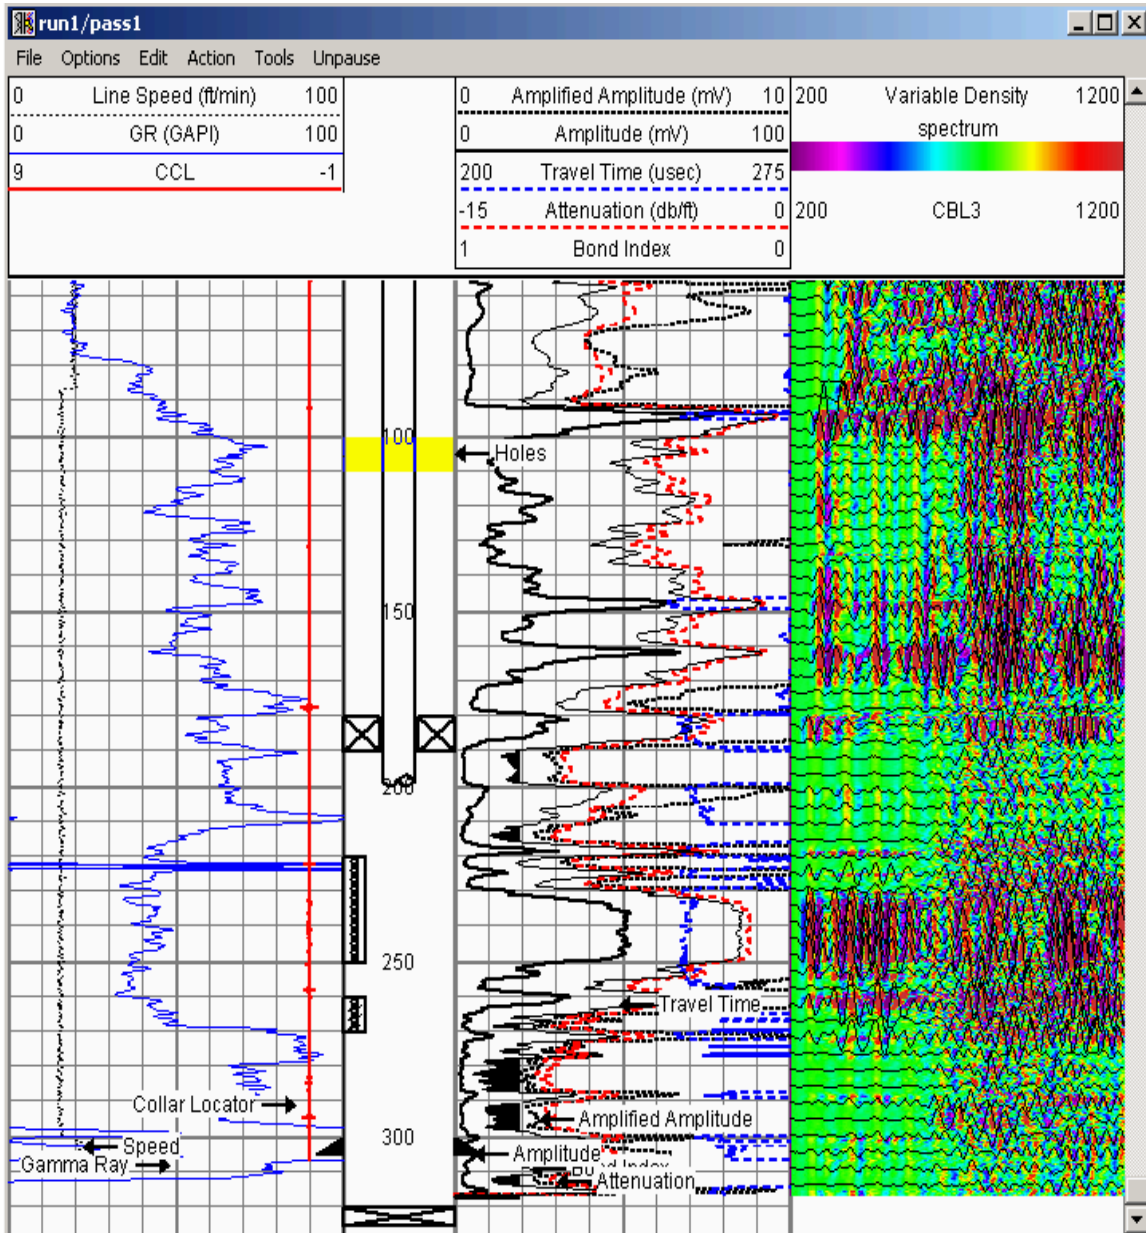 run1/pass1
File Options Edit Action Tools Unpause
0 Line Speed (ft/min) 100
0 GR (GAPI) 100
9 CCL -1
0 Amplified Amplitude (mV) 10
0 Amplitude (mV) 100
200 Travel Time (usec) 275
-15 Attenuation (db/ft) 0
1 Bond Index 0
200 Variable Density 1200
spectrum
200 CBL3 1200
100
Holes
150
200
250
Travel Time
Collar Locator
Amplified Amplitude
300
Speed
Amplitude
Gamma Ray
Bond Index
Attenuation